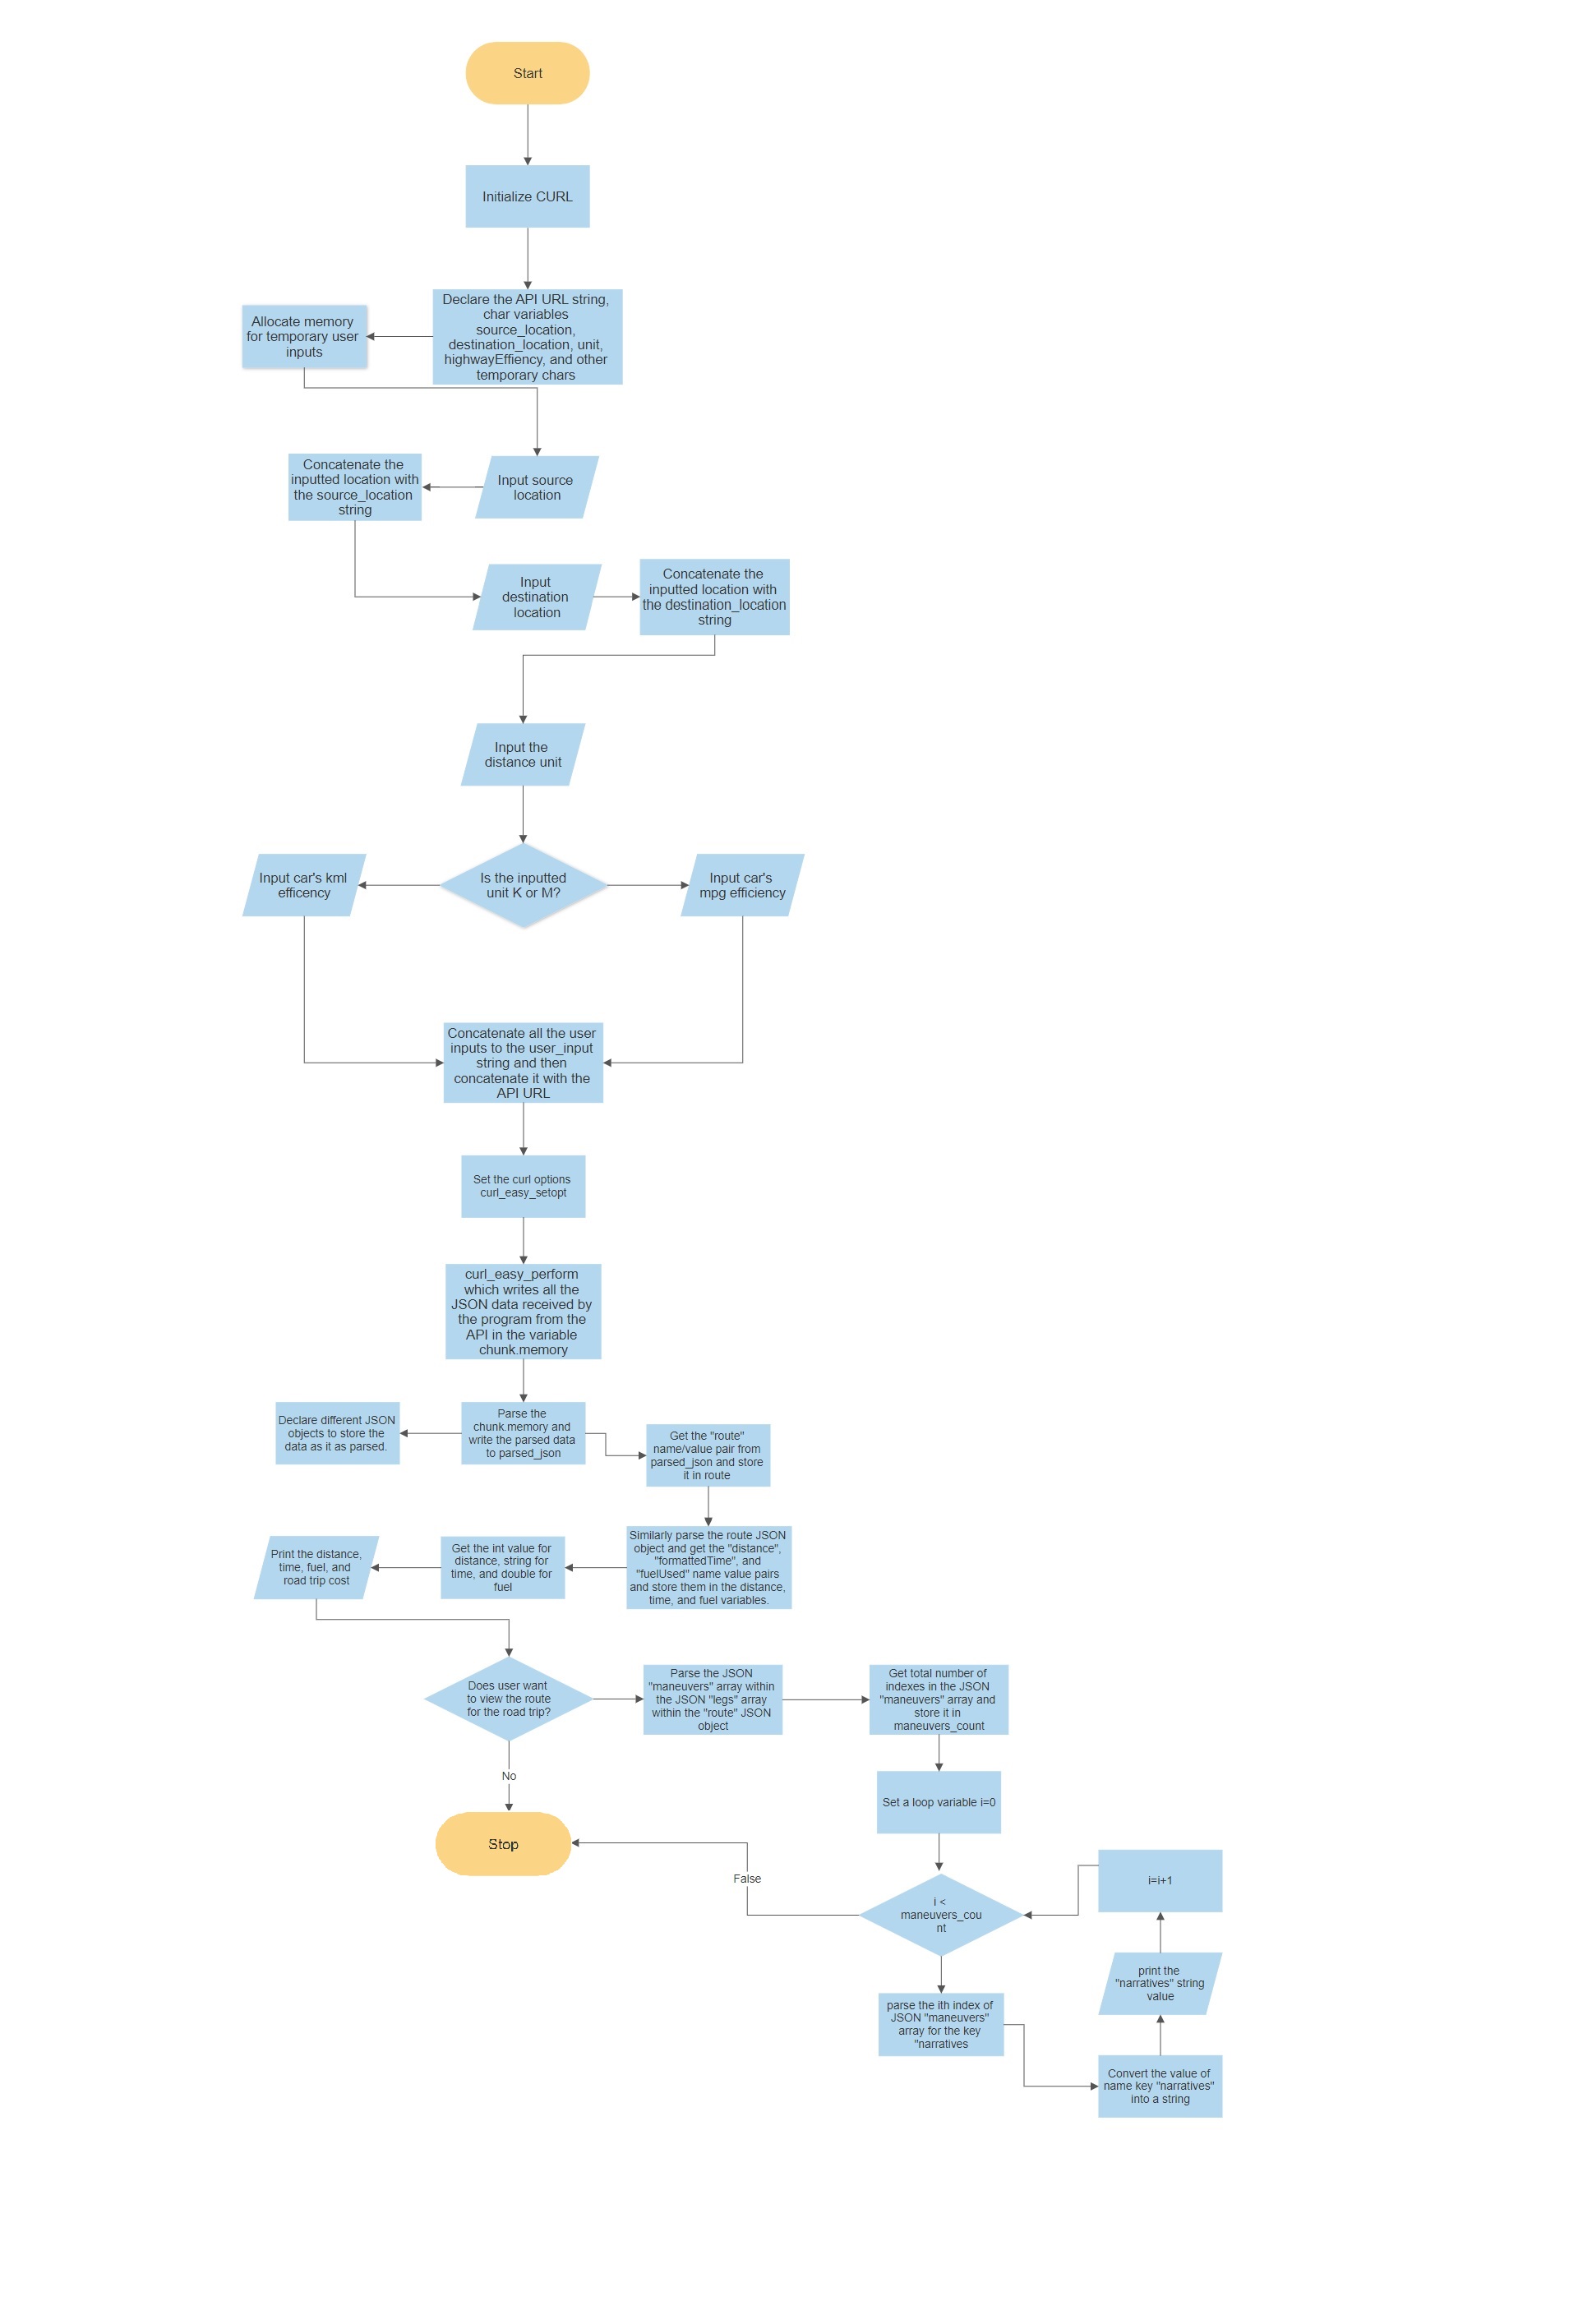 Start
Initialize CURL
Declare the API URL string,
char variables
source_location,
destination_location, unit,
highwayEffiency, and other
temporary chars
Allocate memory
for temporary user
inputs
Input source
location
Concatenate the
inputted location with
the source_location
string
Input
destination
location
Concatenate the
inputted location with
the destination_location
string
Input the
distance unit
Is the inputted
unit K or M?
Input car's kml
efficency
Input car's
mpg efficiency
Concatenate all the user
inputs to the user_input
string and then
concatenate it with the
API URL
Set the curl options
curl_easy_setopt
curl_easy_perform
which writes all the
JSON data received by
the program from the
API in the variable
chunk.memory
Parse the
chunk.memory and
write the parsed data
to parsed_json
Declare different JSON
objects to store the
data as it as parsed.
Get the "route"
name/value pair from
parsed_json and store
it in route
Similarly parse the route JSON
object and get the "distance",
"formattedTime", and
"fuelUsed" name value pairs
and store them in the distance,
time, and fuel variables.
Get the int value for
distance, string for
time, and double for
fuel
Print the distance,
time, fuel, and
road trip cost
Does user want
to view the route
for the road trip?
Parse the JSON
"maneuvers" array within
the JSON "legs" array
within the "route" JSON
object
Get total number of
indexes in the JSON
"maneuvers" array and
store it in
maneuvers_count
No
Stop
Set a loop variable i=0
False
i <
maneuvers_cou
nt
i=i+1
print the
"narratives" string
value
parse the ith index of
JSON "maneuvers"
array for the key
"narratives
Convert the value of
name key "narratives"
into a string